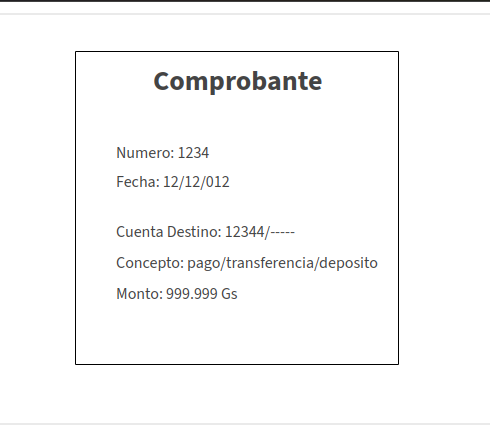 Comprobante
Numero: 1234
Fecha: 12/12/012
Cuenta Destino: 12344/-----
Concepto: pago/transferencia/deposito
Monto: 999.999 Gs